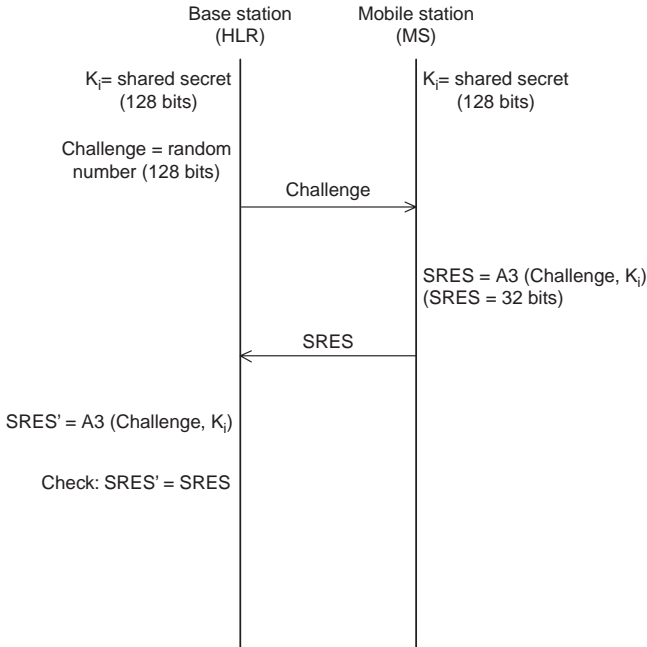 Base station
(HLR)
Mobile station
(MS)
Ki= shared secret
(128 bits)
Ki= shared secret
(128 bits)
Challenge = random
number (128 bits)
Challenge
SRES = A3 (Challenge, Ki)
(SRES = 32 bits)
SRES
SRES’ = A3 (Challenge, Ki)
Check: SRES’ = SRES